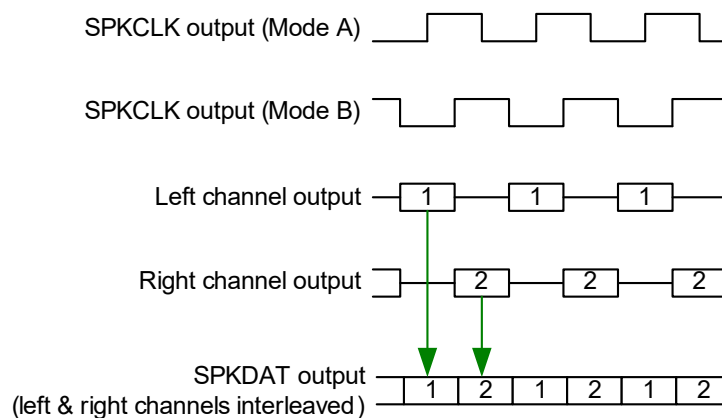 SPKCLK output (Mode A)
SPKCLK output (Mode B)
Left channel output
1 1 1
Right channel output
2 2 2
SPKDAT output
(left & right channels interleaved)
1 2 1 2 1 2